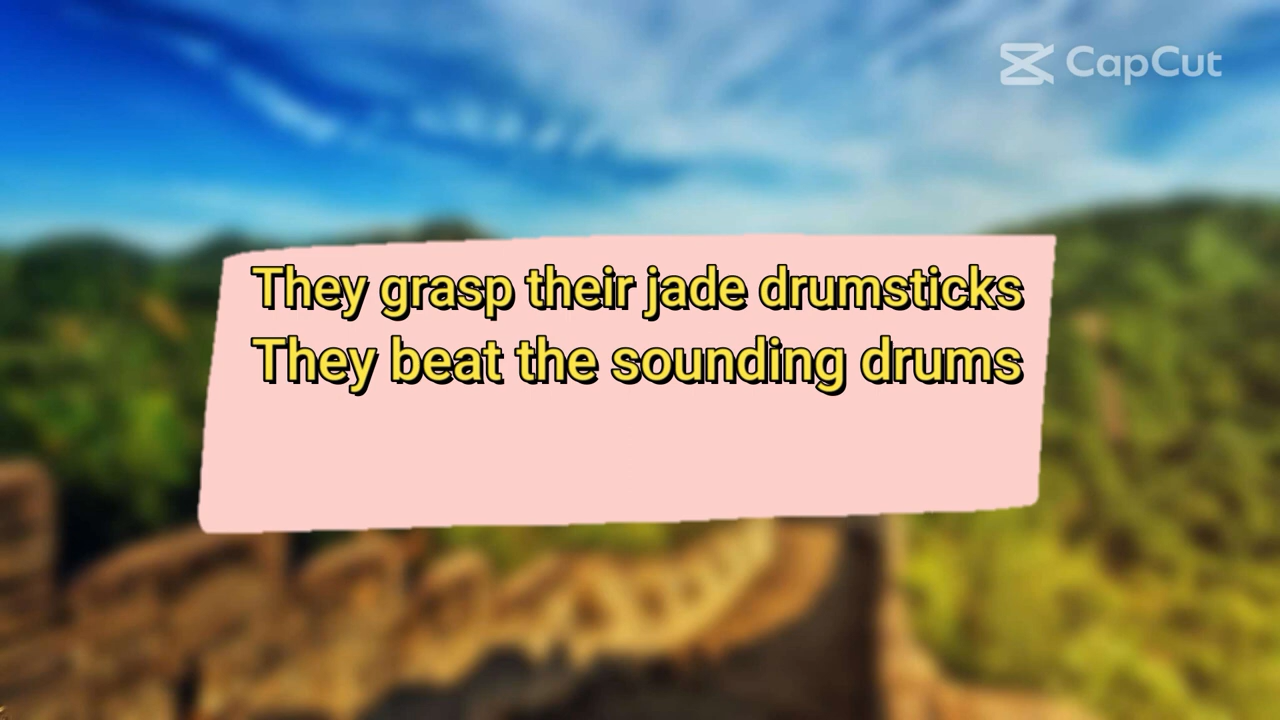 CapCut
They grasp their jade drumsticks
They beat the sounding drums